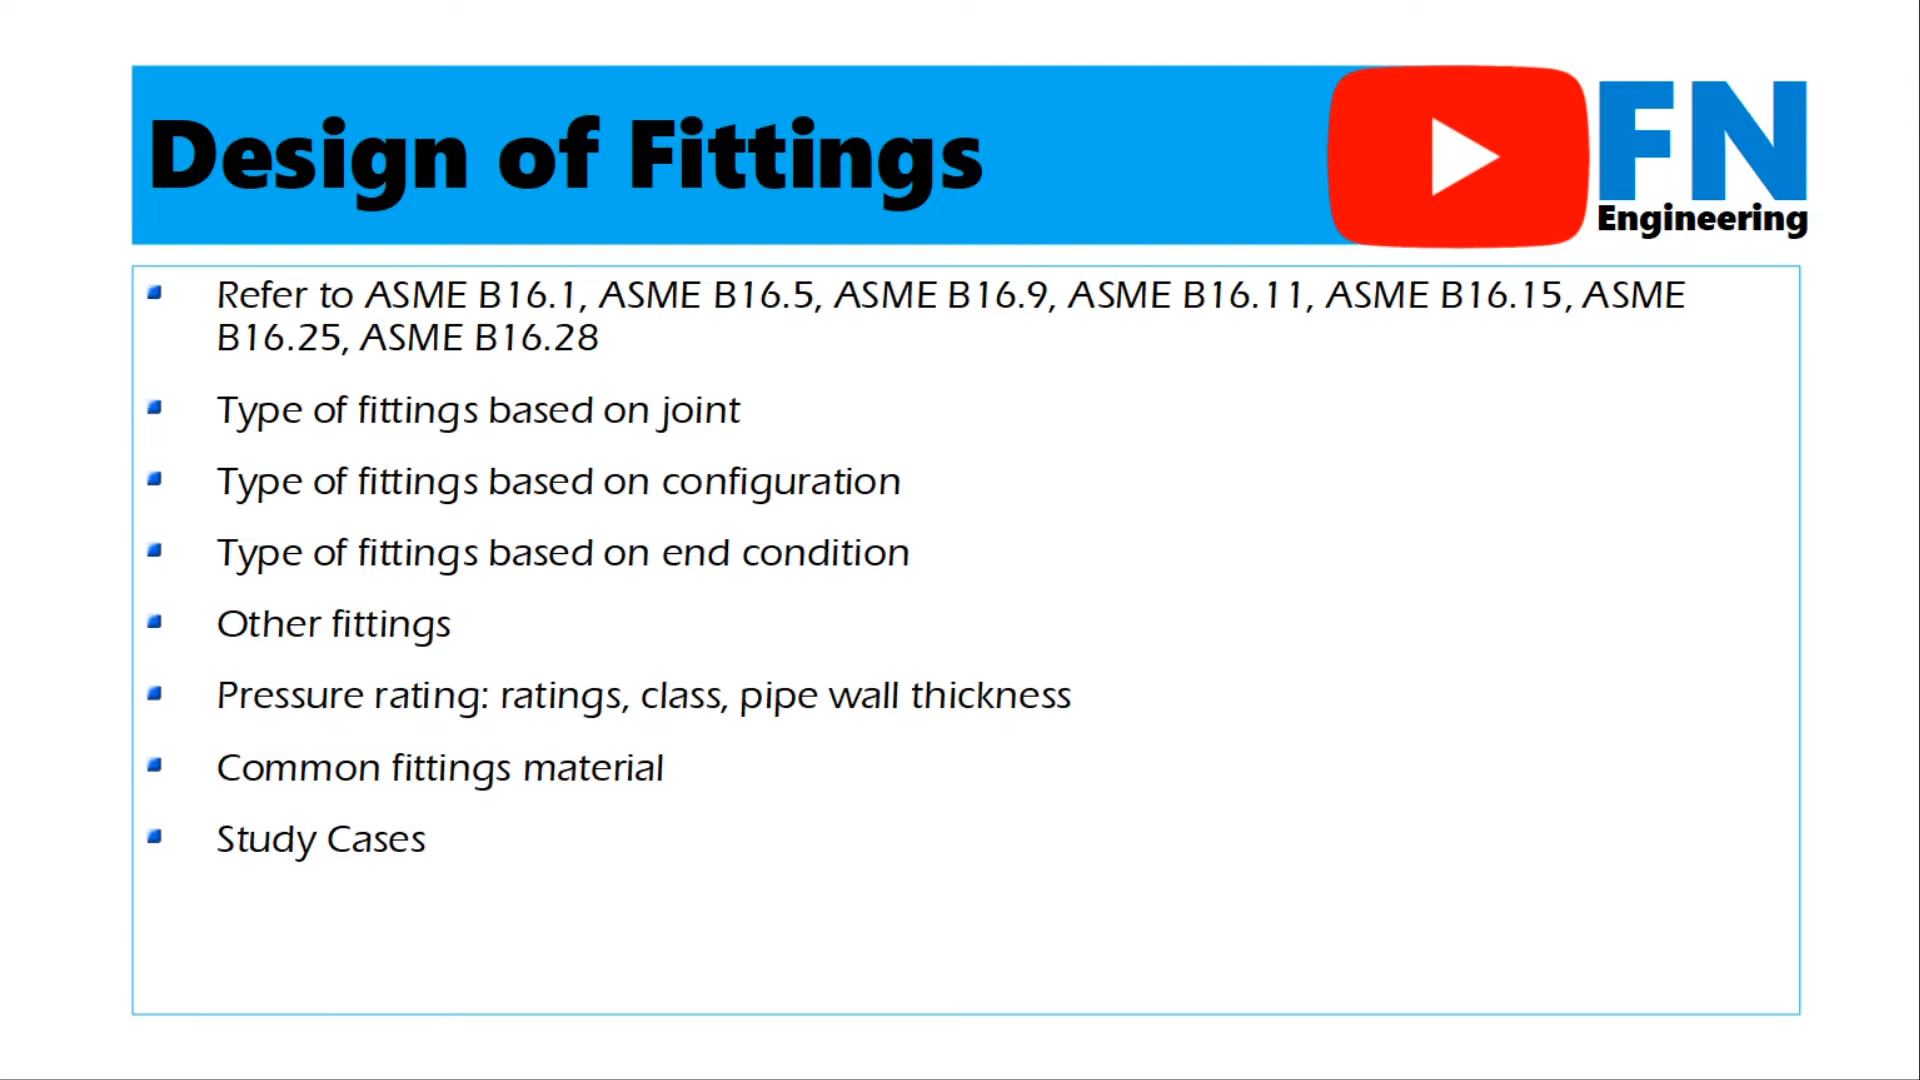 Design of Fittings
FN
Engineering
Refer to ASME B16.1, ASME B16.5, ASME B16.9, ASME B16.11, ASME B16.15, ASME
B16.25, ASME B16.28
Type of fittings based on joint
Type of fittings based on configuration
Type of fittings based on end condition
Other fittings
Pressure rating: ratings, class, pipe wall thickness
Common fittings material
Study Cases